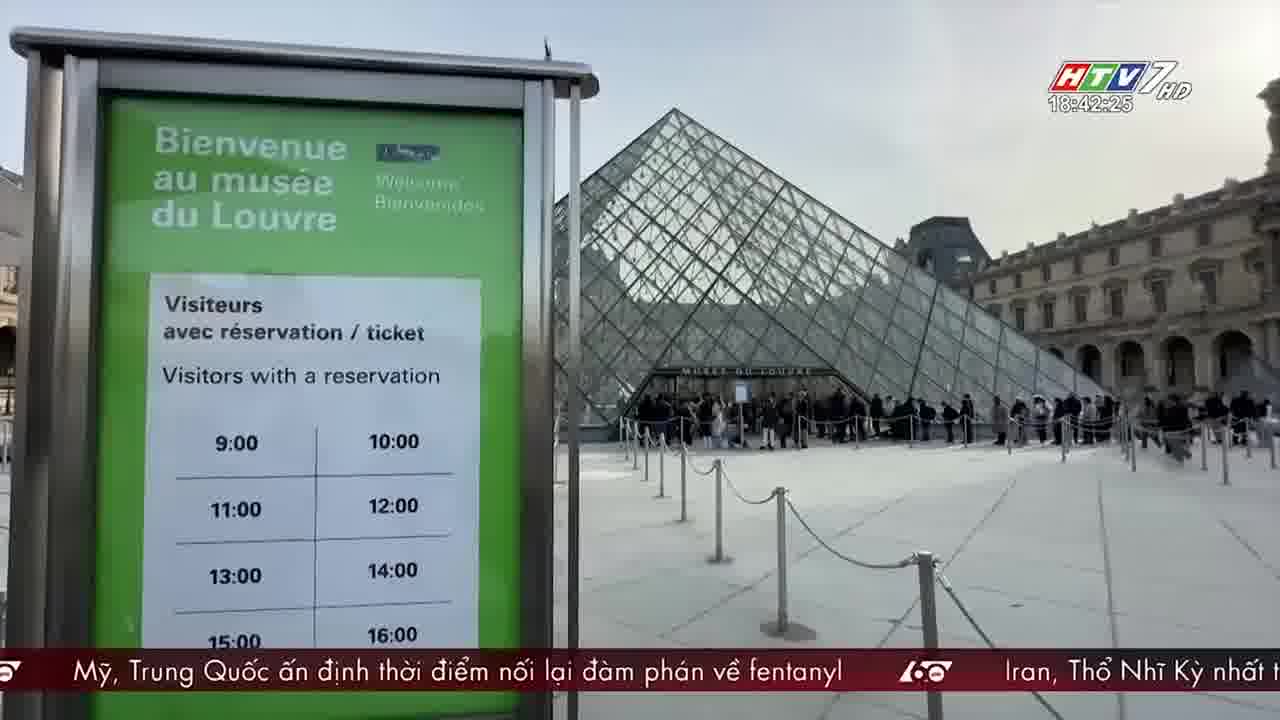 Bienvenue
au musée
du Louvre
Welcome
Bienvenidos
Visiteurs
avec réservation / ticket
Visitors with a reservation
9:00 10:00
11:00 12:00
13:00 14:00
15:00 16:00
MUSÉE DU LOUVRE
HTV7 HD
18:42:25
Mỹ, Trung Quốc ấn định thời điểm nối lại đàm phán về fentanyl
Iran, Thổ Nhĩ Kỳ nhất